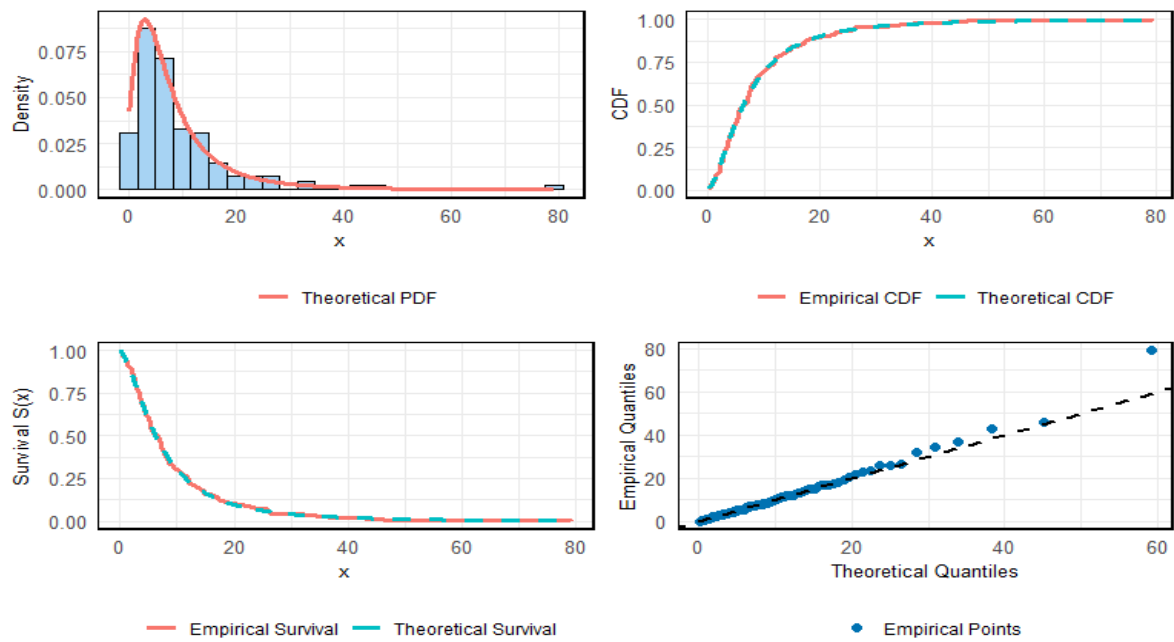 Density
0.075
0.050
0.025
0.000
0 20 40 60 80
x
Theoretical PDF
CDF
1.00
0.75
0.50
0.25
0.00
0 20 40 60 80
x
Empirical CDF Theoretical CDF
Survival S(x)
1.00
0.75
0.50
0.25
0.00
0 20 40 60 80
x
Empirical Survival Theoretical Survival
Empirical Quantiles
80
60
40
20
0
0 20 40 60
Theoretical Quantiles
Empirical Points